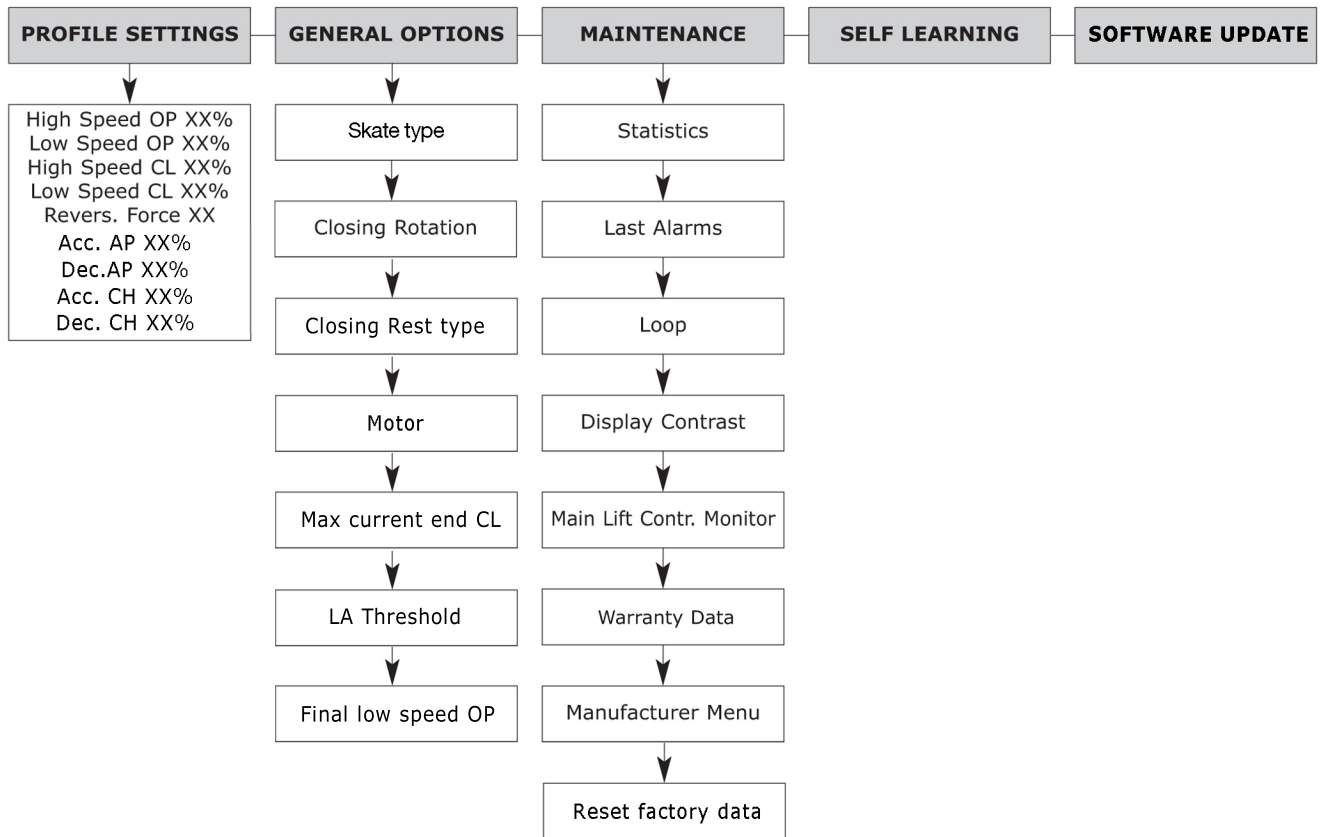 PROFILE SETTINGS
GENERAL OPTIONS
MAINTENANCE
SELF LEARNING
SOFTWARE UPDATE
High Speed OP XX%
Low Speed OP XX%
High Speed CL XX%
Low Speed CL XX%
Revers. Force XX
Acc. AP XX%
Dec.AP XX%
Acc. CH XX%
Dec. CH XX%
Skate type
Closing Rotation
Closing Rest type
Motor
Max current end CL
LA Threshold
Final low speed OP
Statistics
Last Alarms
Loop
Display Contrast
Main Lift Contr. Monitor
Warranty Data
Manufacturer Menu
Reset factory data